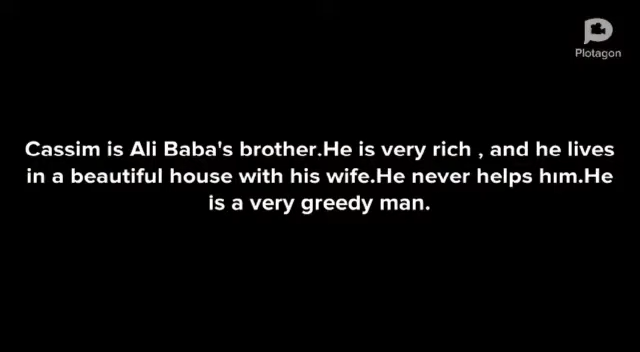 Plotagon
Cassim is Ali Baba's brother.He is very rich , and he lives
in a beautiful house with his wife.He never helps hım.He
is a very greedy man.